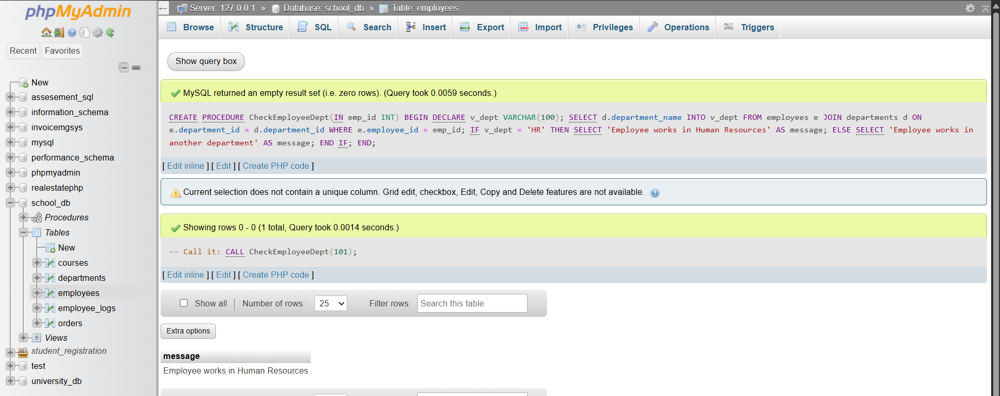 phpMyAdmin
Recent Favorites
New
assesement_sql
information_schema
invoicemgsys
mysql
performance_schema
phpmyadmin
realestatephp
school_db
Procedures
Tables
New
courses
departments
employees
employee_logs
orders
Views
student_registration
test
university_db
Server: 127.0.0.1 » Database: school_db » Table: employees
Browse Structure SQL Search Insert Export Import Privileges Operations Triggers
Show query box
MySQL returned an empty result set (i.e. zero rows). (Query took 0.0059 seconds.)
CREATE PROCEDURE CheckEmployeeDept(IN emp_id INT) BEGIN DECLARE v_dept VARCHAR(100); SELECT d.department_name INTO v_dept FROM employees e JOIN departments d ON
e.department_id = d.department_id WHERE e.employee_id = emp_id; IF v_dept = 'HR' THEN SELECT 'Employee works in Human Resources' AS message; ELSE SELECT 'Employee works in
another department' AS message; END IF; END;
[ Edit inline ] [ Edit ] [ Create PHP code ]
Current selection does not contain a unique column. Grid edit, checkbox, Edit, Copy and Delete features are not available.
Showing rows 0 - 0 (1 total, Query took 0.0014 seconds.)
-- Call it: CALL CheckEmployeeDept(101);
[ Edit inline ] [ Edit ] [ Create PHP code ]
Show all Number of rows: 25 Filter rows: Search this table
Extra options
message
Employee works in Human Resources